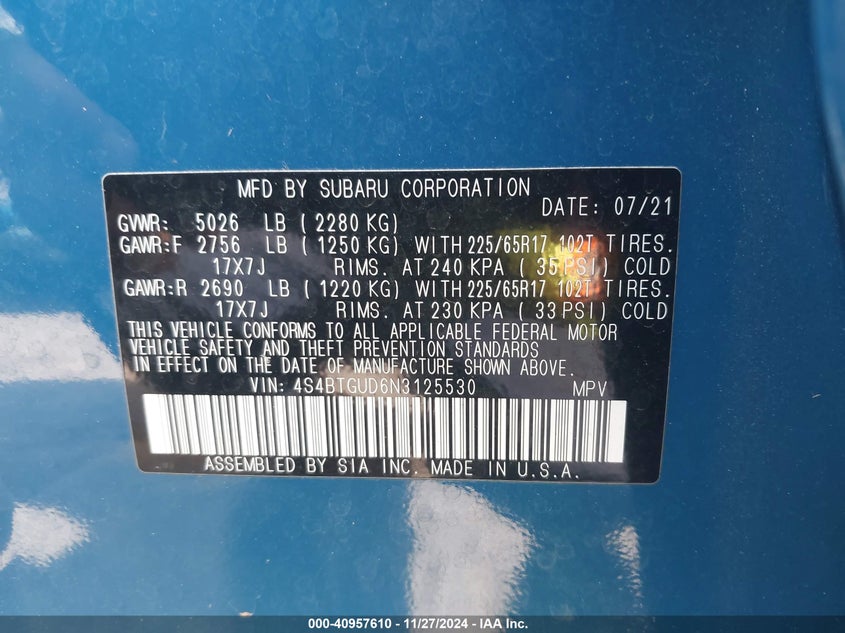 MFD BY SUBARU CORPORATION
DATE: 07/21
GVWR: 5026 LB ( 2280 KG)
GAWR:F 2756 LB ( 1250 KG) WITH 225/65R17 102T TIRES.
17X7J RIMS. AT 240 KPA ( 35 PSI) COLD
GAWR:R 2690 LB ( 1220 KG) WITH 225/65R17 102T TIRES.
17X7J RIMS. AT 230 KPA ( 33 PSI) COLD
THIS VEHICLE CONFORMS TO ALL APPLICABLE FEDERAL MOTOR
VEHICLE SAFETY AND THEFT PREVENTION STANDARDS
IN EFFECT ON THE DATE OF MANUFACTURE SHOWN ABOVE.
VIN: 4S4BTGUD6N3125530 MPV
ASSEMBLED BY SIA INC. MADE IN U.S.A.
000-40957610 - 11/27/2024 - IAA Inc.